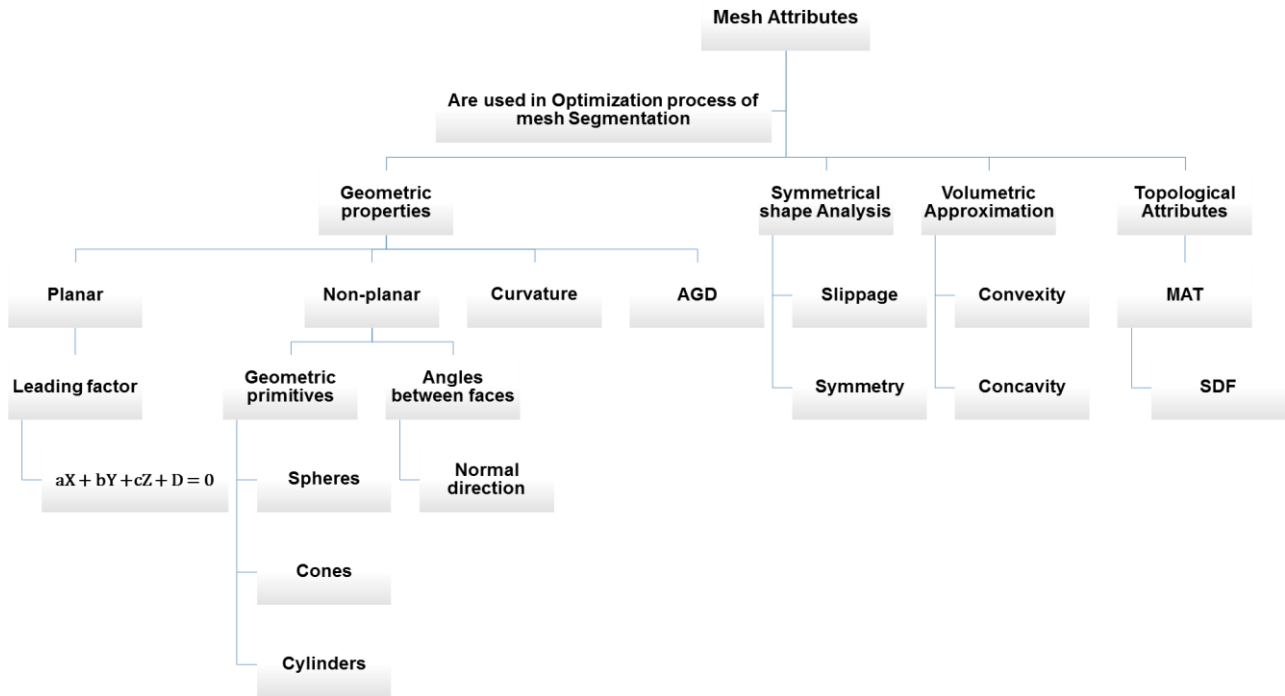 Mesh Attributes
Are used in Optimization process of
mesh Segmentation
Geometric
properties
Symmetrical
shape Analysis
Volumetric
Approximation
Topological
Attributes
Planar
Non-planar
Curvature
AGD
Slippage
Convexity
MAT
Leading factor
Geometric
primitives
Angles
between faces
Symmetry
Concavity
SDF
aX + bY +cZ + D = 0
Spheres
Normal
direction
Cones
Cylinders